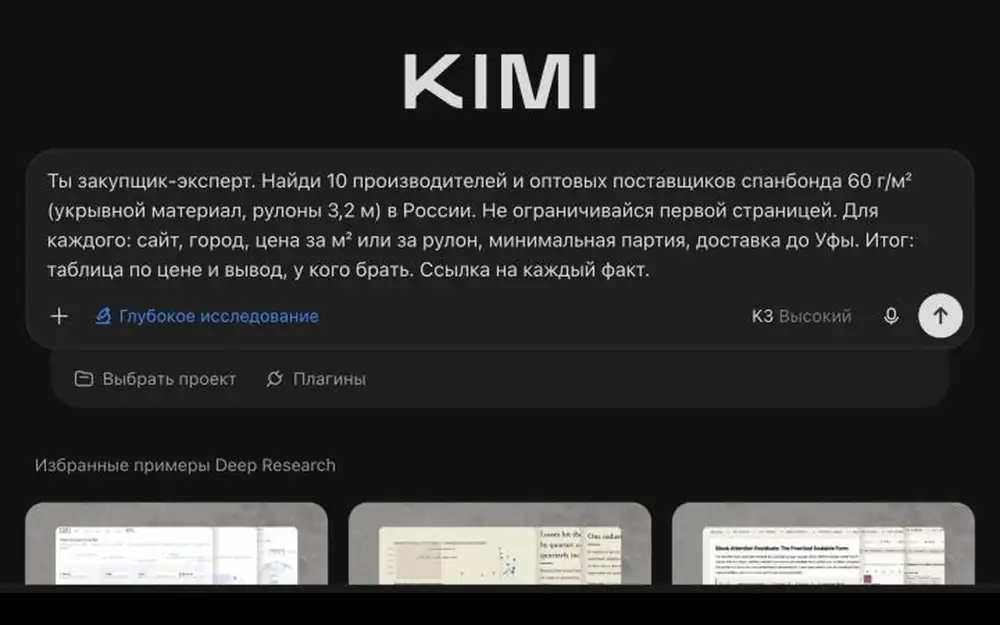 KIMI
Ты закупщик-эксперт. Найди 10 производителей и оптовых поставщиков спанбонда 60 г/м²
(укрывной материал, рулоны 3,2 м) в России. Не ограничивайся первой страницей. Для
каждого: сайт, город, цена за м² или за рулон, минимальная партия, доставка до Уфы. Итог:
таблица по цене и вывод, у кого брать. Ссылка на каждый факт.
Глубокое исследование
K3 Высокий
Выбрать проект
Плагины
Избранные примеры Deep Research